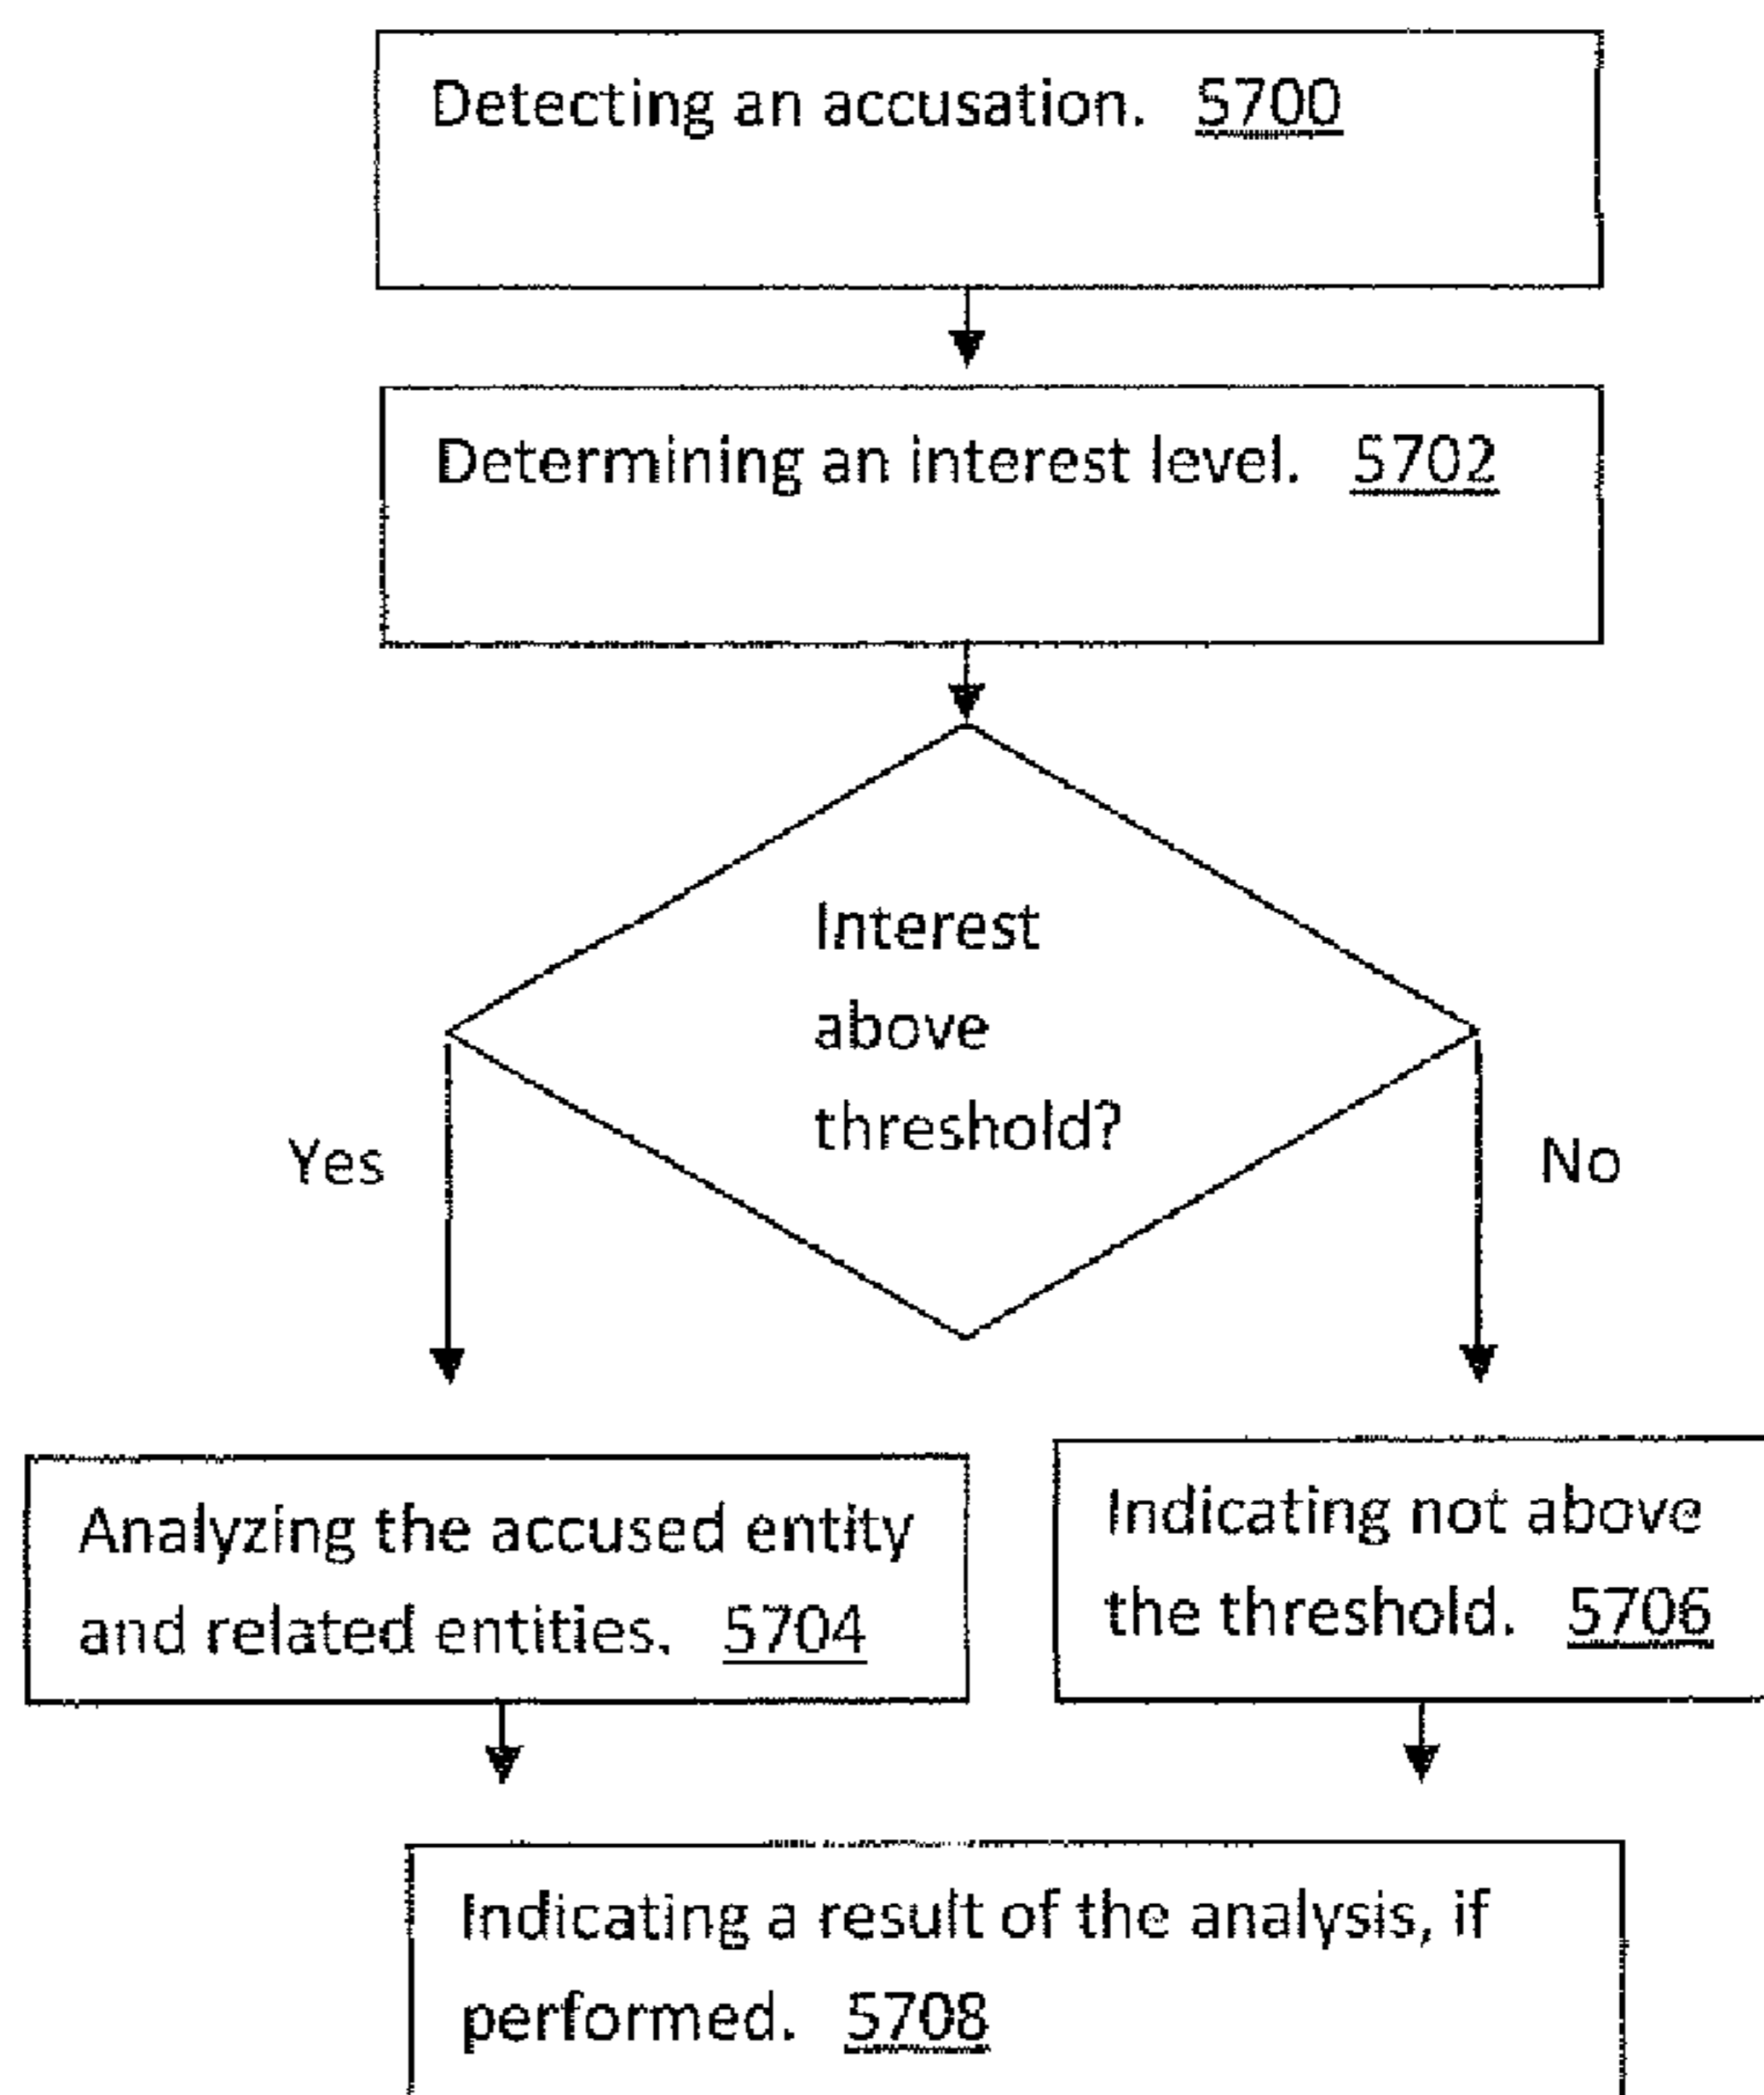 Detecting an accusation. 5700
Determining an interest level. 5702
Interest
above
threshold?
Yes
No
Analyzing the accused entity
and related entities. 5704
Indicating not above
the threshold. 5706
Indicating a result of the analysis, if
performed. 5708